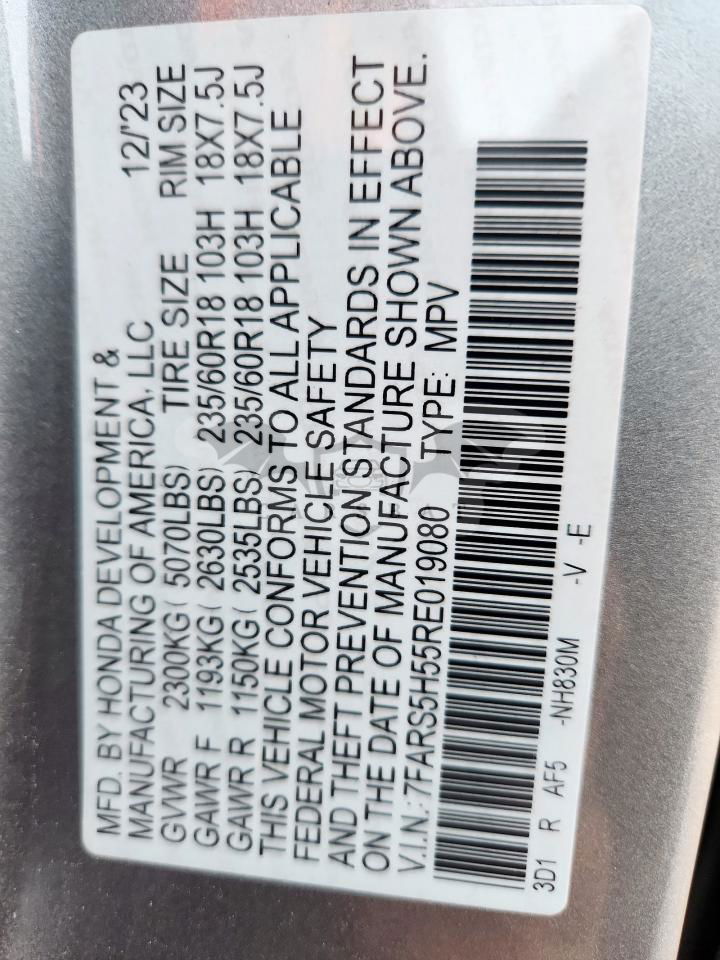 MFD. BY HONDA DEVELOPMENT &
MANUFACTURING OF AMERICA, LLC 12/'23
GVWR 2300KG( 5070LBS) TIRE SIZE RIM SIZE
GAWR F 1193KG( 2630LBS) 235/60R18 103H 18X7.5J
GAWR R 1150KG( 2535LBS) 235/60R18 103H 18X7.5J
THIS VEHICLE CONFORMS TO ALL APPLICABLE
FEDERAL MOTOR VEHICLE SAFETY
AND THEFT PREVENTION STANDARDS IN EFFECT
ON THE DATE OF MANUFACTURE SHOWN ABOVE.
V.I.N.: 7FARS5H55RE019080 TYPE: MPV
3D1 R AF5 -NH830M -V -E